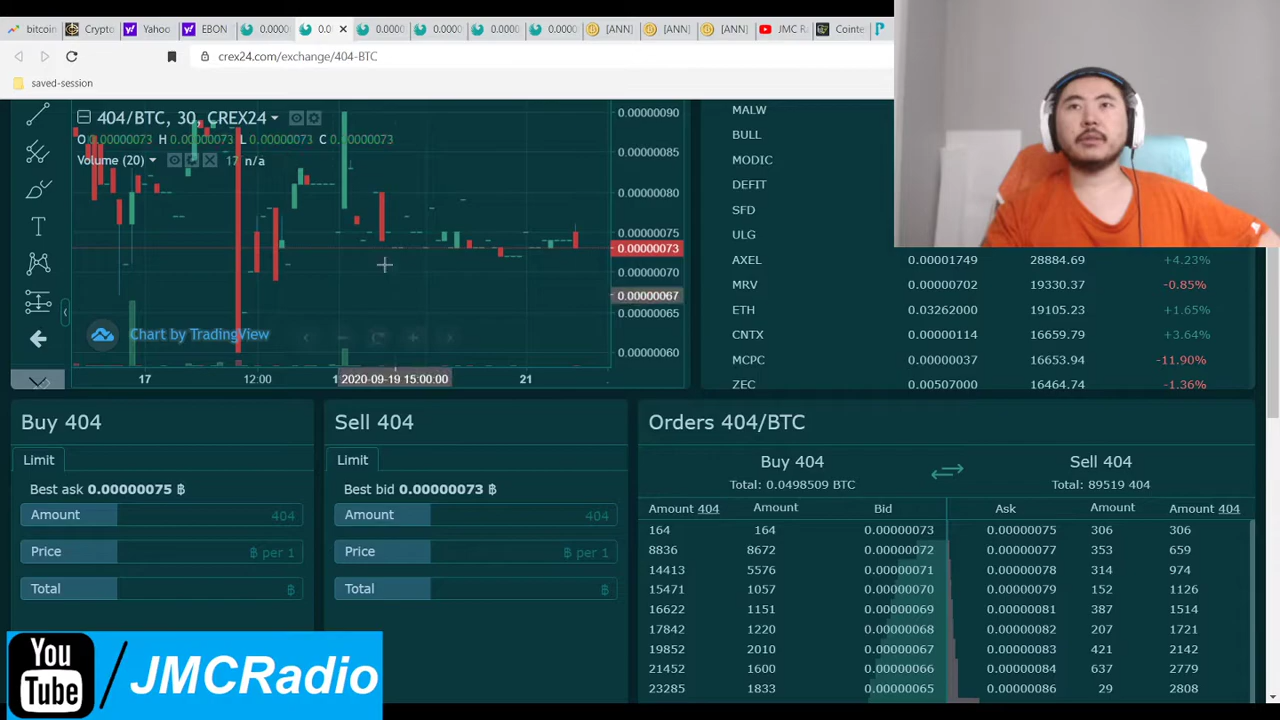 bitcoin
Crypto
Yahoo
EBON
0.0000
0.0
0.0000
0.0000
0.0000
0.0000
[ANN]
[ANN]
[ANN]
JMC R
Cointe
crex24.com/exchange/404-BTC
saved-session
404/BTC, 30, CREX24
O 0.00000073 H 0.00000073 L 0.00000073 C 0.00000073
Volume (20) 17 n/a
0.00000090
0.00000085
0.00000080
0.00000075
0.00000073
0.00000070
0.00000067
0.00000065
0.00000060
Chart by TradingView
17 12:00 2020-09-19 15:00:00 21
MALW
BULL
MODIC
DEFIT
SFD
ULG
AXEL 0.00001749 28884.69 +4.23%
MRV 0.00000702 19330.37 -0.85%
ETH 0.03262000 19105.23 +1.65%
CNTX 0.00000114 16659.79 +3.64%
MCPC 0.00000037 16653.94 -11.90%
ZEC 0.00507000 16464.74 -1.36%
Buy 404
Limit
Best ask 0.00000075 ฿
Amount 404
Price ฿ per 1
Total ฿
Sell 404
Limit
Best bid 0.00000073 ฿
Amount 404
Price ฿ per 1
Total ฿
Orders 404/BTC
Buy 404 Sell 404
Total: 0.0498509 BTC Total: 89519 404
Amount 404 Amount Bid Ask Amount Amount 404
164 164 0.00000073 0.00000075 306 306
8836 8672 0.00000072 0.00000077 353 659
14413 5576 0.00000071 0.00000078 314 974
15471 1057 0.00000070 0.00000079 152 1126
16622 1151 0.00000069 0.00000081 387 1514
17842 1220 0.00000068 0.00000082 207 1721
19852 2010 0.00000067 0.00000083 421 2142
21452 1600 0.00000066 0.00000084 637 2779
23285 1833 0.00000065 0.00000086 29 2808
You
Tube
/JMCRadio